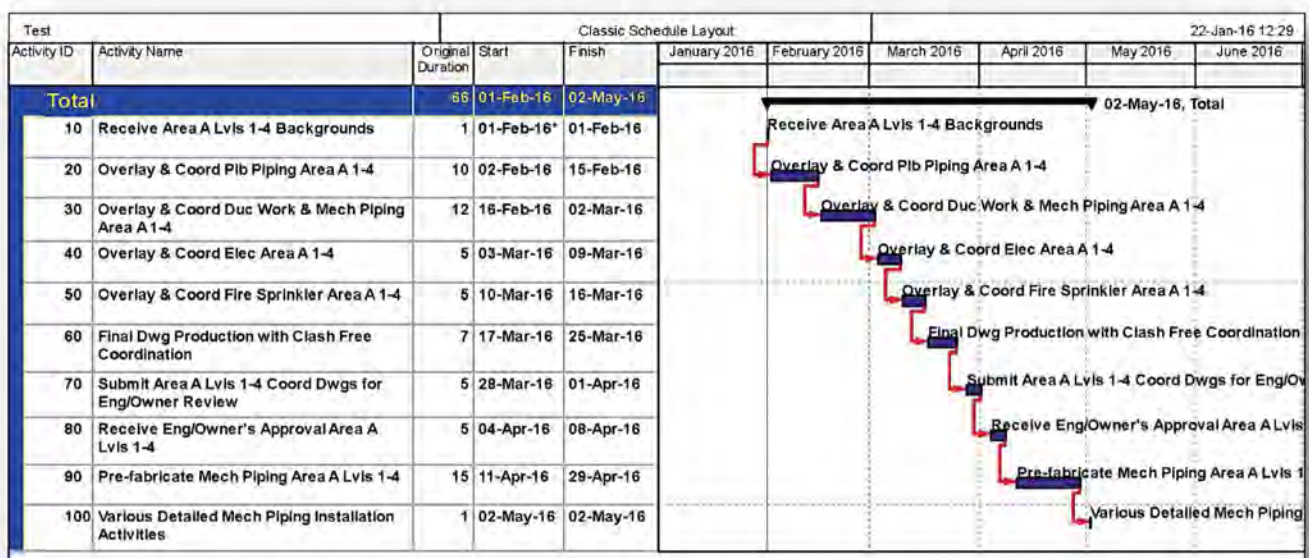 Test Classic Schedule Layout 22-Jan-16 12:29
Activity ID Activity Name Original Duration Start Finish January 2016 February 2016 March 2016 April 2016 May 2016 June 2016
Total 66 01-Feb-16 02-May-16 02-May-16, Total
10 Receive Area A Lvls 1-4 Backgrounds 1 01-Feb-16* 01-Feb-16 Receive Area A Lvls 1-4 Backgrounds
20 Overlay & Coord Plb Piping Area A 1-4 10 02-Feb-16 15-Feb-16 Overlay & Coord Plb Piping Area A 1-4
30 Overlay & Coord Duc Work & Mech Piping 12 16-Feb-16 02-Mar-16 Overlay & Coord Duc Work & Mech Piping Area A 1-4
Area A 1-4
40 Overlay & Coord Elec Area A 1-4 5 03-Mar-16 09-Mar-16 Overlay & Coord Elec Area A 1-4
50 Overlay & Coord Fire Sprinkler Area A 1-4 5 10-Mar-16 16-Mar-16 Overlay & Coord Fire Sprinkler Area A 1-4
60 Final Dwg Production with Clash Free 7 17-Mar-16 25-Mar-16 Final Dwg Production with Clash Free Coordination
Coordination
70 Submit Area A Lvls 1-4 Coord Dwgs for 5 28-Mar-16 01-Apr-16 Submit Area A Lvls 1-4 Coord Dwgs for Eng/Ow
Eng/Owner Review
80 Receive Eng/Owner's Approval Area A 5 04-Apr-16 08-Apr-16 Receive Eng/Owner's Approval Area A Lvls
Lvls 1-4
90 Pre-fabricate Mech Piping Area A Lvls 1-4 15 11-Apr-16 29-Apr-16 Pre-fabricate Mech Piping Area A Lvls 1
100 Various Detailed Mech Piping Installation 1 02-May-16 02-May-16 Various Detailed Mech Piping
Activities